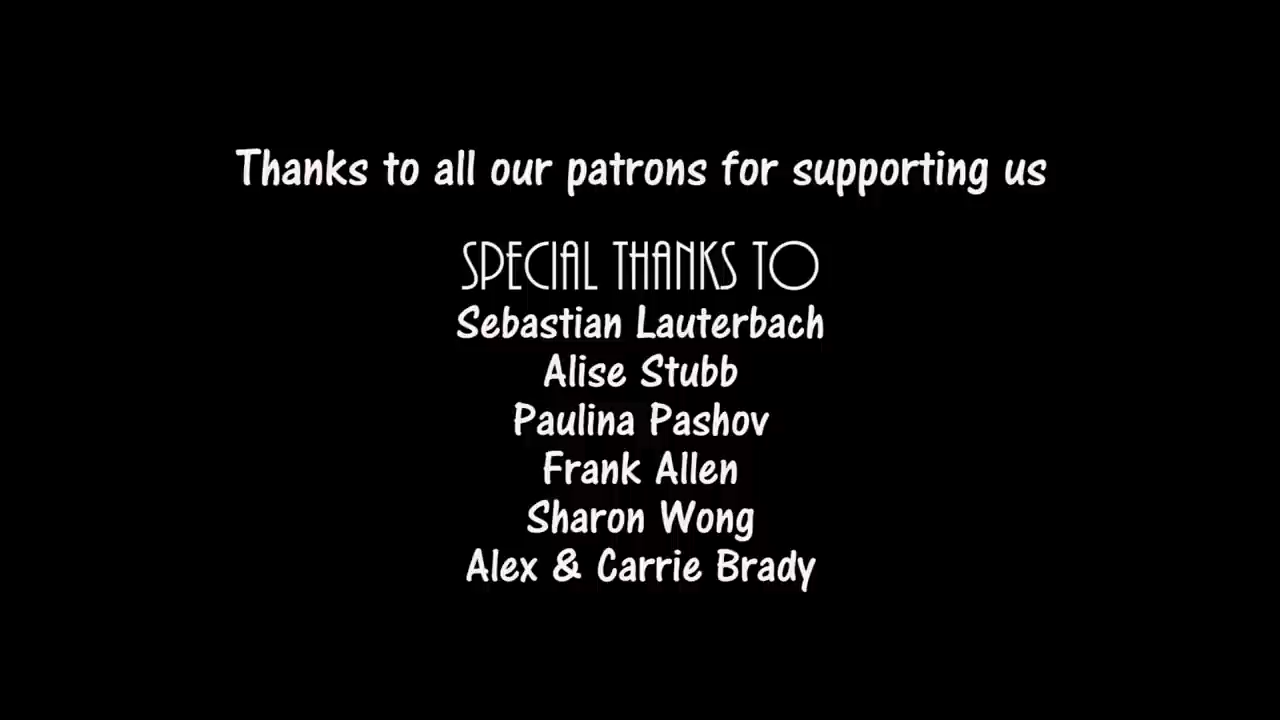 Thanks to all our patrons for supporting us
SPECIAL THANKS TO
Sebastian Lauterbach
Alise Stubb
Paulina Pashov
Frank Allen
Sharon Wong
Alex & Carrie Brady